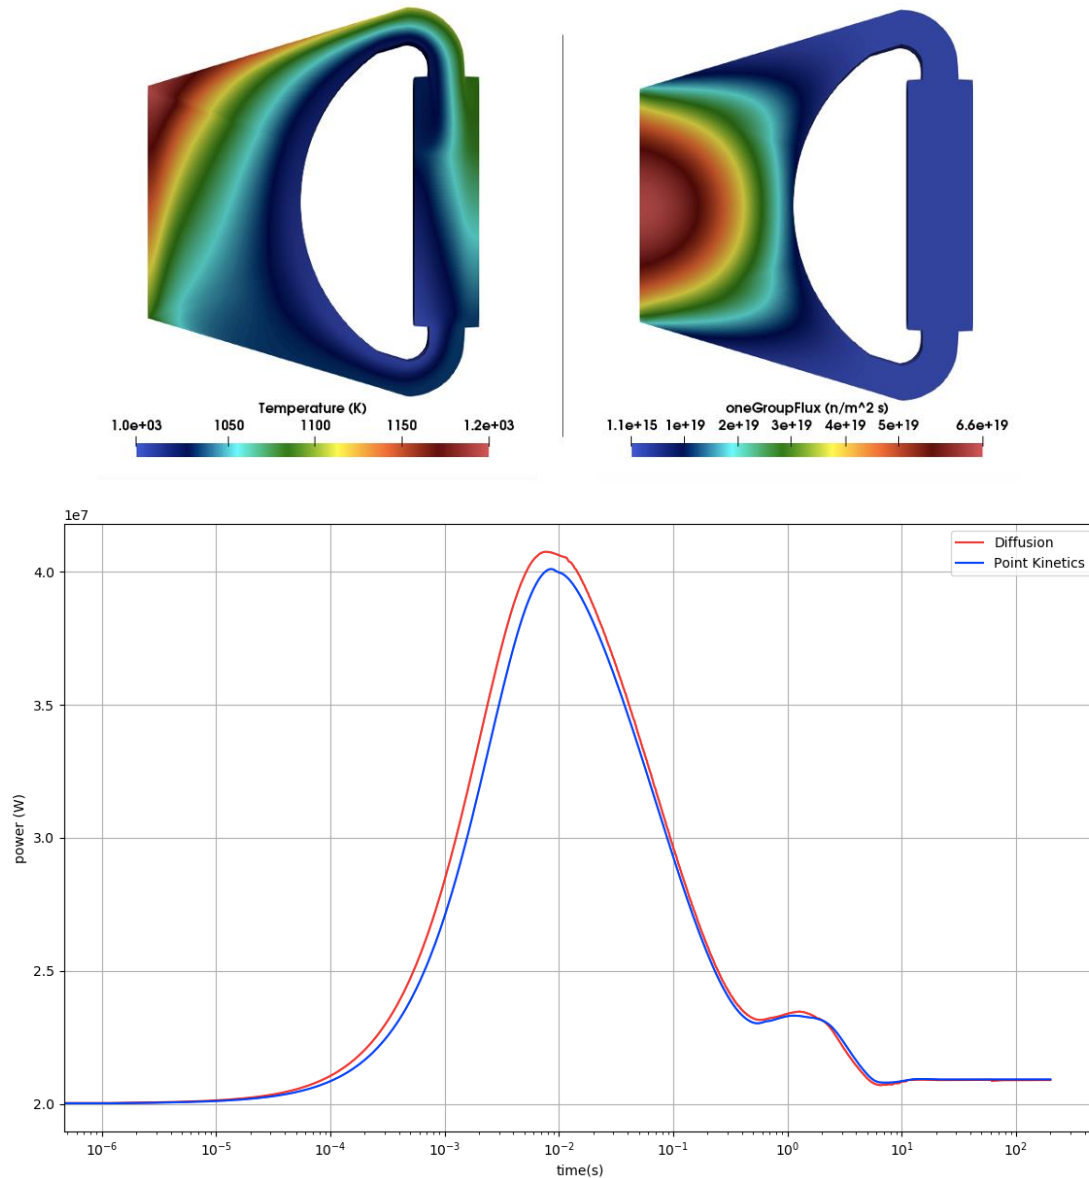 Temperature (K)
1.0e+03 1050 1100 1150 1.2e+03
oneGroupFlux (n/m^2 s)
1.1e+15 1e+19 2e+19 3e+19 4e+19 5e+19 6.6e+19
1e7
Diffusion
Point Kinetics
4.0
3.5
3.0
2.5
2.0
power (W)
10⁻⁶ 10⁻⁵ 10⁻⁴ 10⁻³ 10⁻² 10⁻¹ 10⁰ 10¹ 10²
time(s)